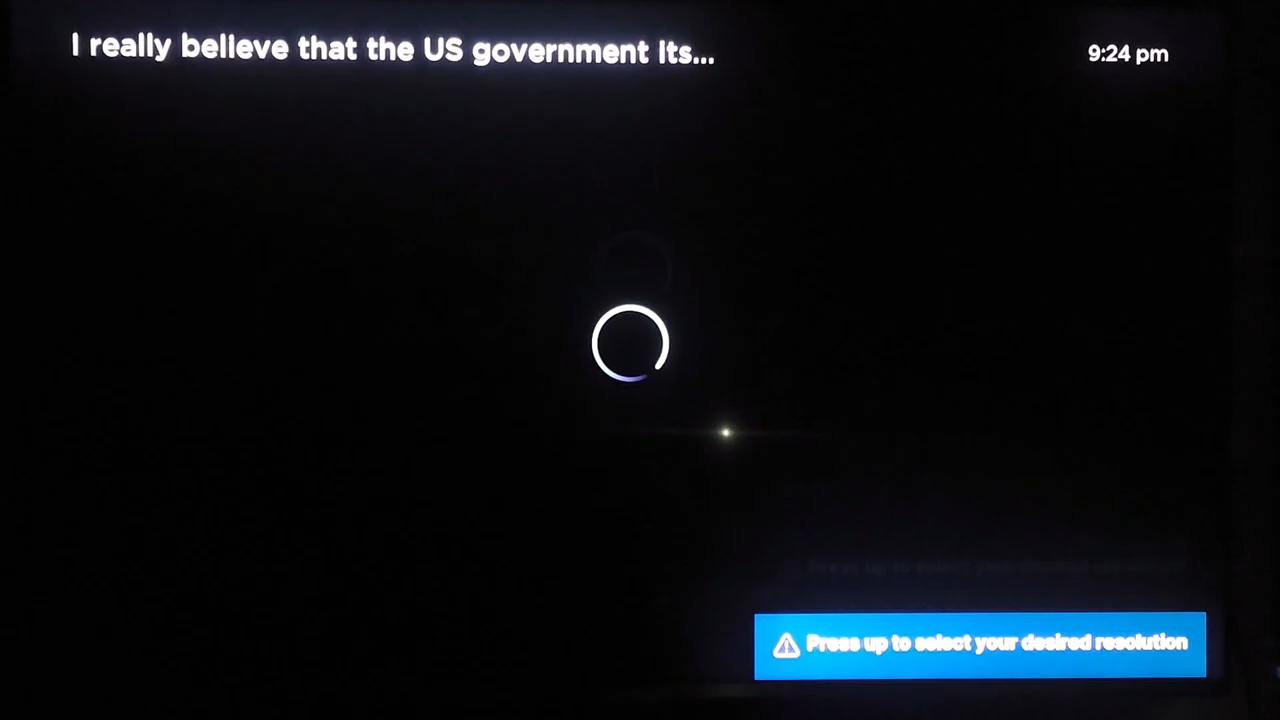 I really believe that the US government its...
9:24 pm
Press up to select your desired resolution